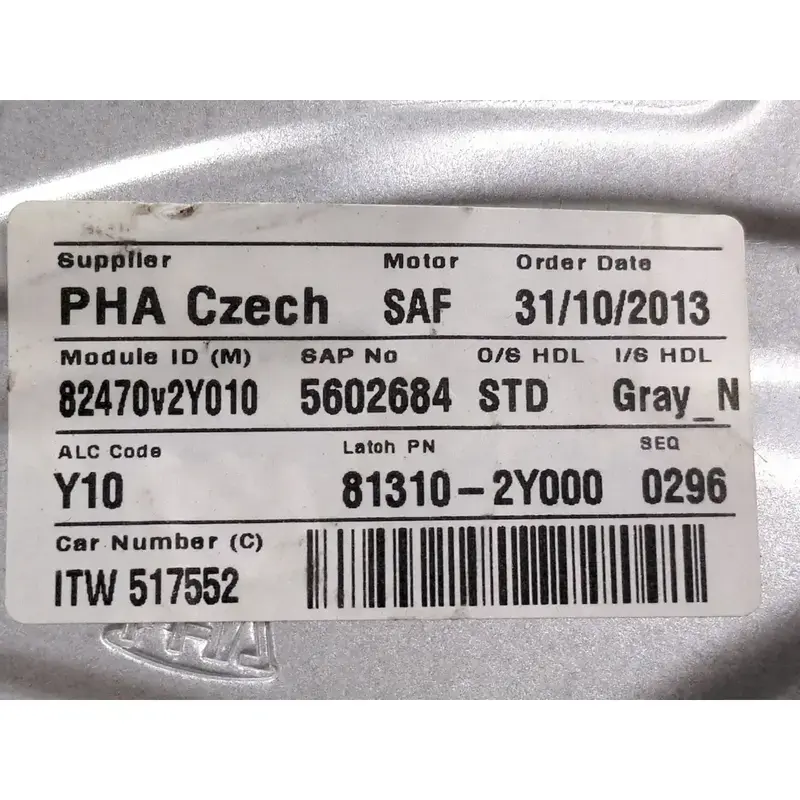 Supplier Motor Order Date
PHA Czech SAF 31/10/2013
Module ID (M) SAP No O/S HDL I/S HDL
82470v2Y010 5602684 STD Gray_N
ALC Code Latch PN SEQ
Y10 81310-2Y000 0296
Car Number (C)
ITW 517552
PHA